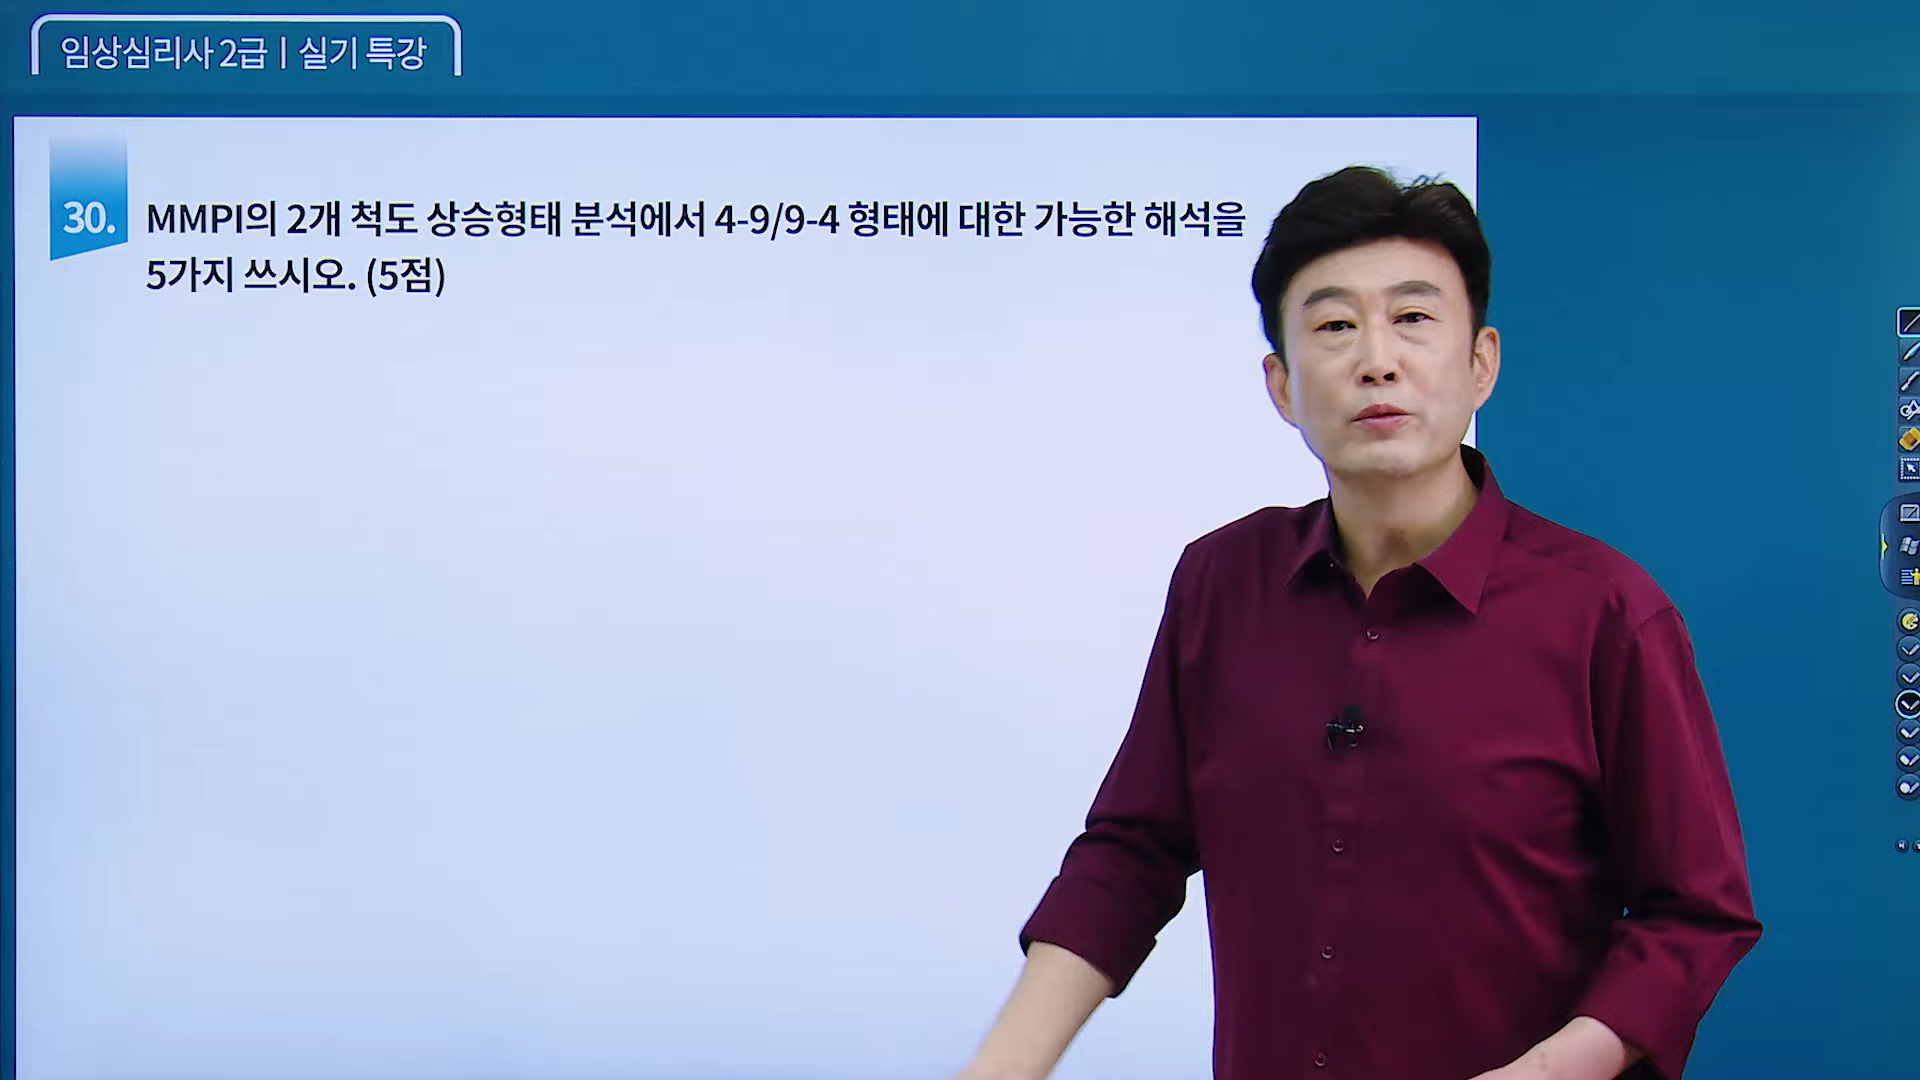 임상심리사 2급 | 실기 특강
30. MMPI의 2개 척도 상승형태 분석에서 4-9/9-4 형태에 대한 가능한 해석을
5가지 쓰시오. (5점)